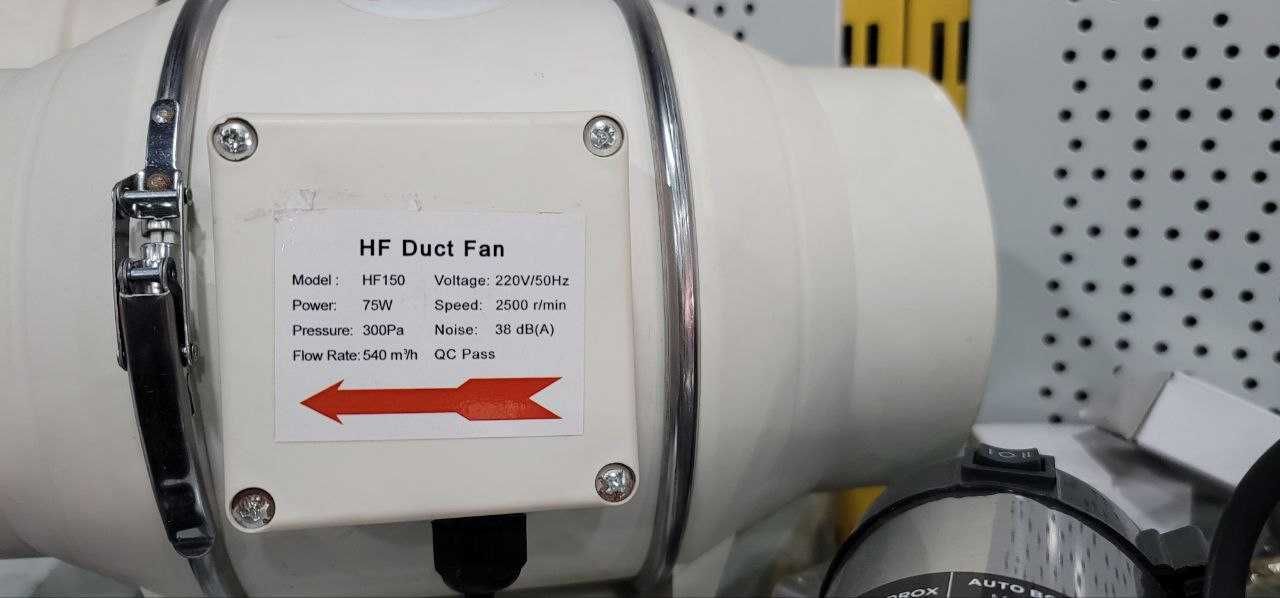 HF Duct Fan
Model : HF150 Voltage: 220V/50Hz
Power: 75W Speed: 2500 r/min
Pressure: 300Pa Noise: 38 dB(A)
Flow Rate: 540 m³/h QC Pass
I O II
AUTO